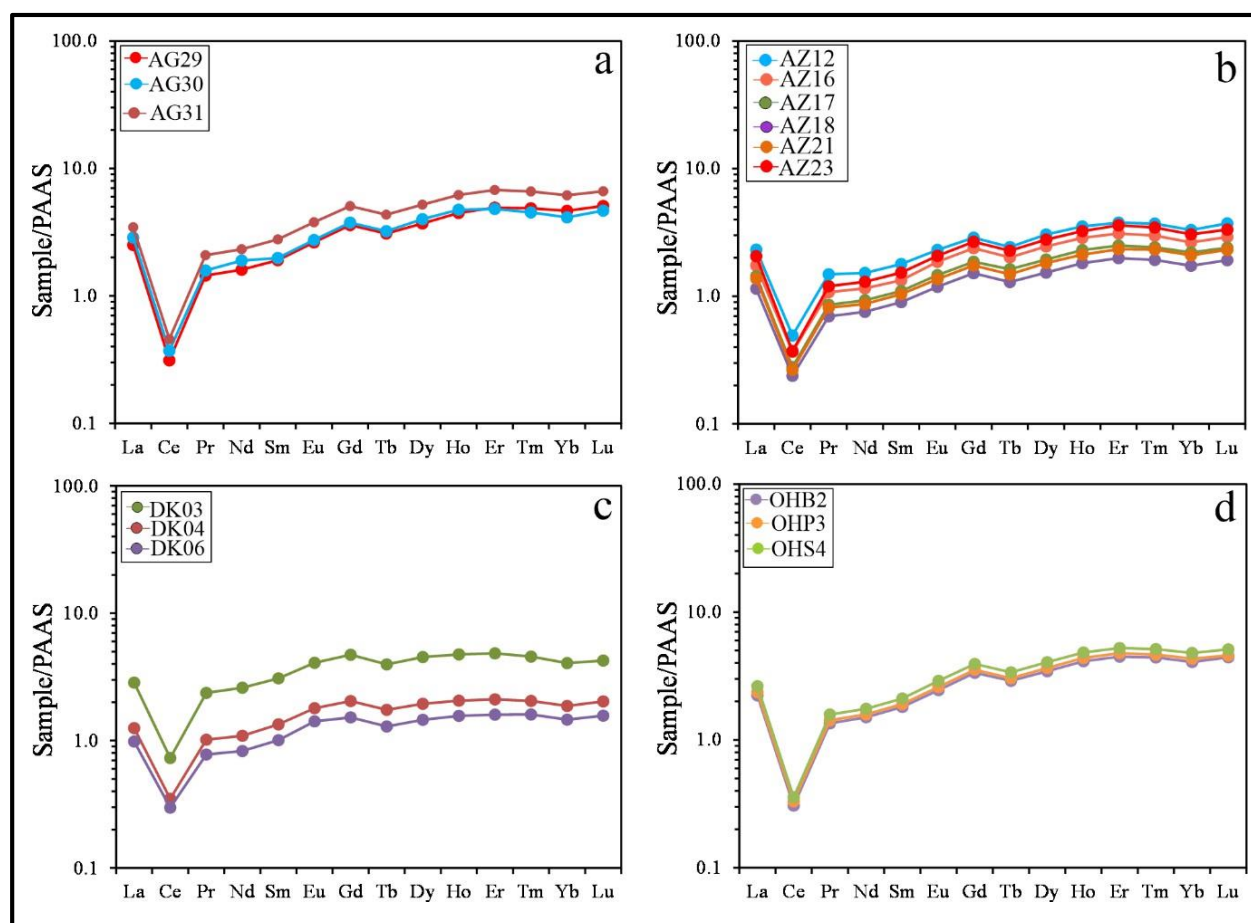 a
AG29
AG30
AG31
Sample/PAAS
100.0
10.0
1.0
0.1
La Ce Pr Nd Sm Eu Gd Tb Dy Ho Er Tm Yb Lu
b
AZ12
AZ16
AZ17
AZ18
AZ21
AZ23
Sample/PAAS
100.0
10.0
1.0
0.1
La Ce Pr Nd Sm Eu Gd Tb Dy Ho Er Tm Yb Lu
c
DK03
DK04
DK06
Sample/PAAS
100.0
10.0
1.0
0.1
La Ce Pr Nd Sm Eu Gd Tb Dy Ho Er Tm Yb Lu
d
OHB2
OHP3
OHS4
Sample/PAAS
100.0
10.0
1.0
0.1
La Ce Pr Nd Sm Eu Gd Tb Dy Ho Er Tm Yb Lu